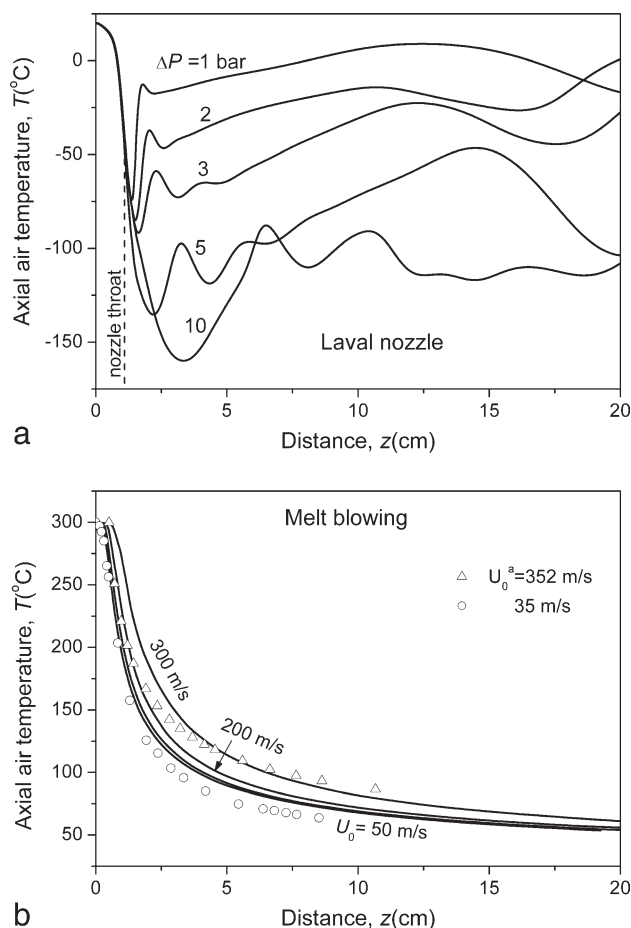 Axial air temperature, T(°C)
0
-50
-100
-150
ΔP =1 bar
2
3
5
10
nozzle throat
Laval nozzle
0
5
10
15
20
Distance, z(cm)
a
Axial air temperature, T(°C)
300
250
200
150
100
50
Melt blowing
U₀ᵃ=352 m/s
35 m/s
300 m/s
200 m/s
U₀= 50 m/s
0
5
10
15
20
Distance, z(cm)
b